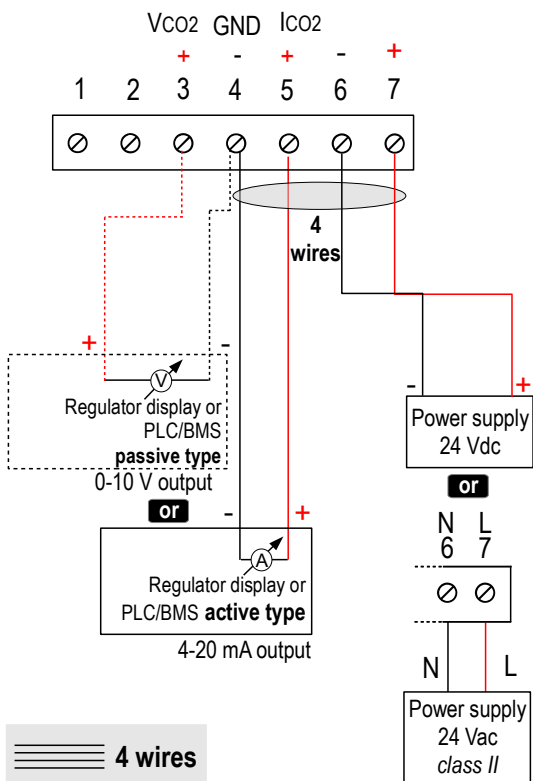 VCO2 GND ICO2
+ - + - +
1 2 3 4 5 6 7
4
wires
+ -
V
Regulator display or
PLC/BMS
passive type
0-10 V output
or
- +
A
Regulator display or
PLC/BMS active type
4-20 mA output
- +
Power supply
24 Vdc
or
N L
6 7
N L
Power supply
24 Vac
class II
4 wires